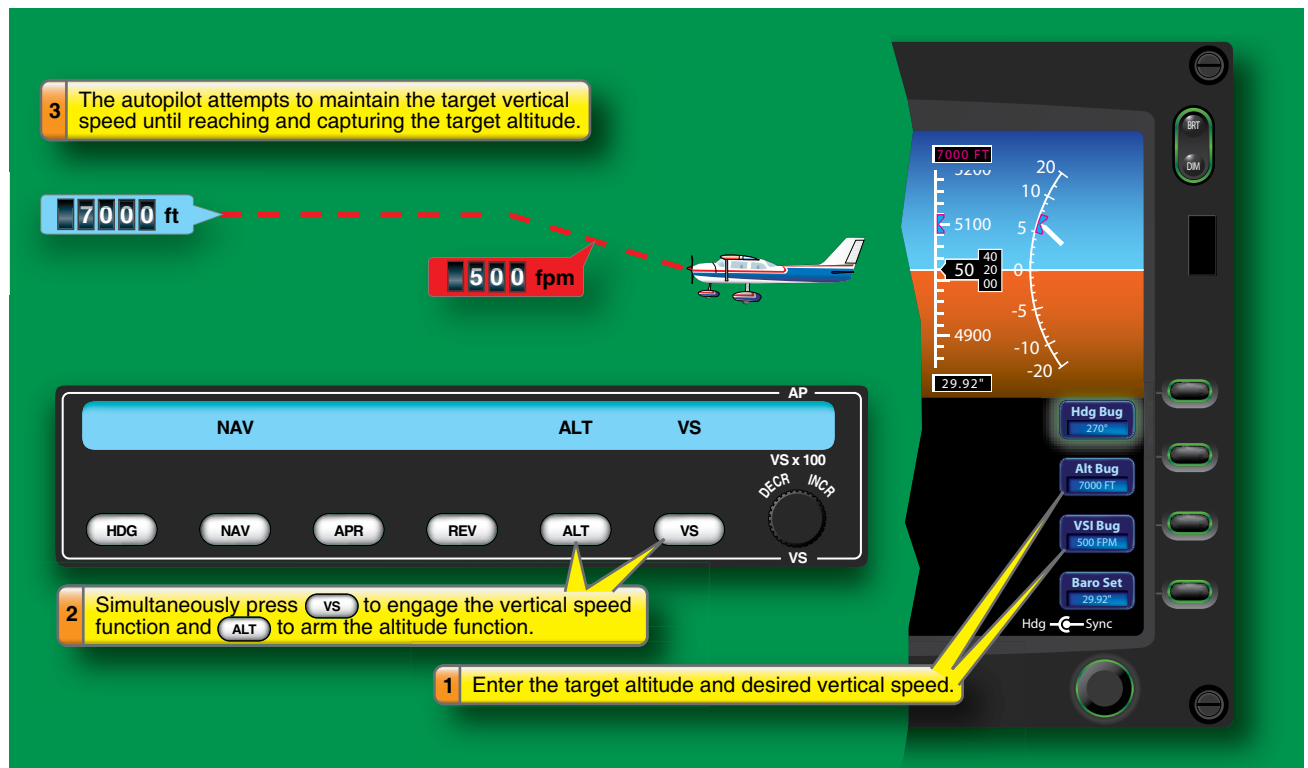 3 The autopilot attempts to maintain the target vertical
speed until reaching and capturing the target altitude.
7000 ft
500 fpm
7000 FT
5200
5100
50
40
20
00
4900
29.92"
20
10
5
0
-5
-10
-20
BRT
DIM
Hdg Bug
270°
Alt Bug
7000 FT
VSI Bug
500 FPM
Baro Set
29.92"
Hdg Sync
AP
NAV ALT VS
VS x 100
DECR INCR
HDG NAV APR REV ALT VS
VS
2 Simultaneously press VS to engage the vertical speed
function and ALT to arm the altitude function.
1 Enter the target altitude and desired vertical speed.